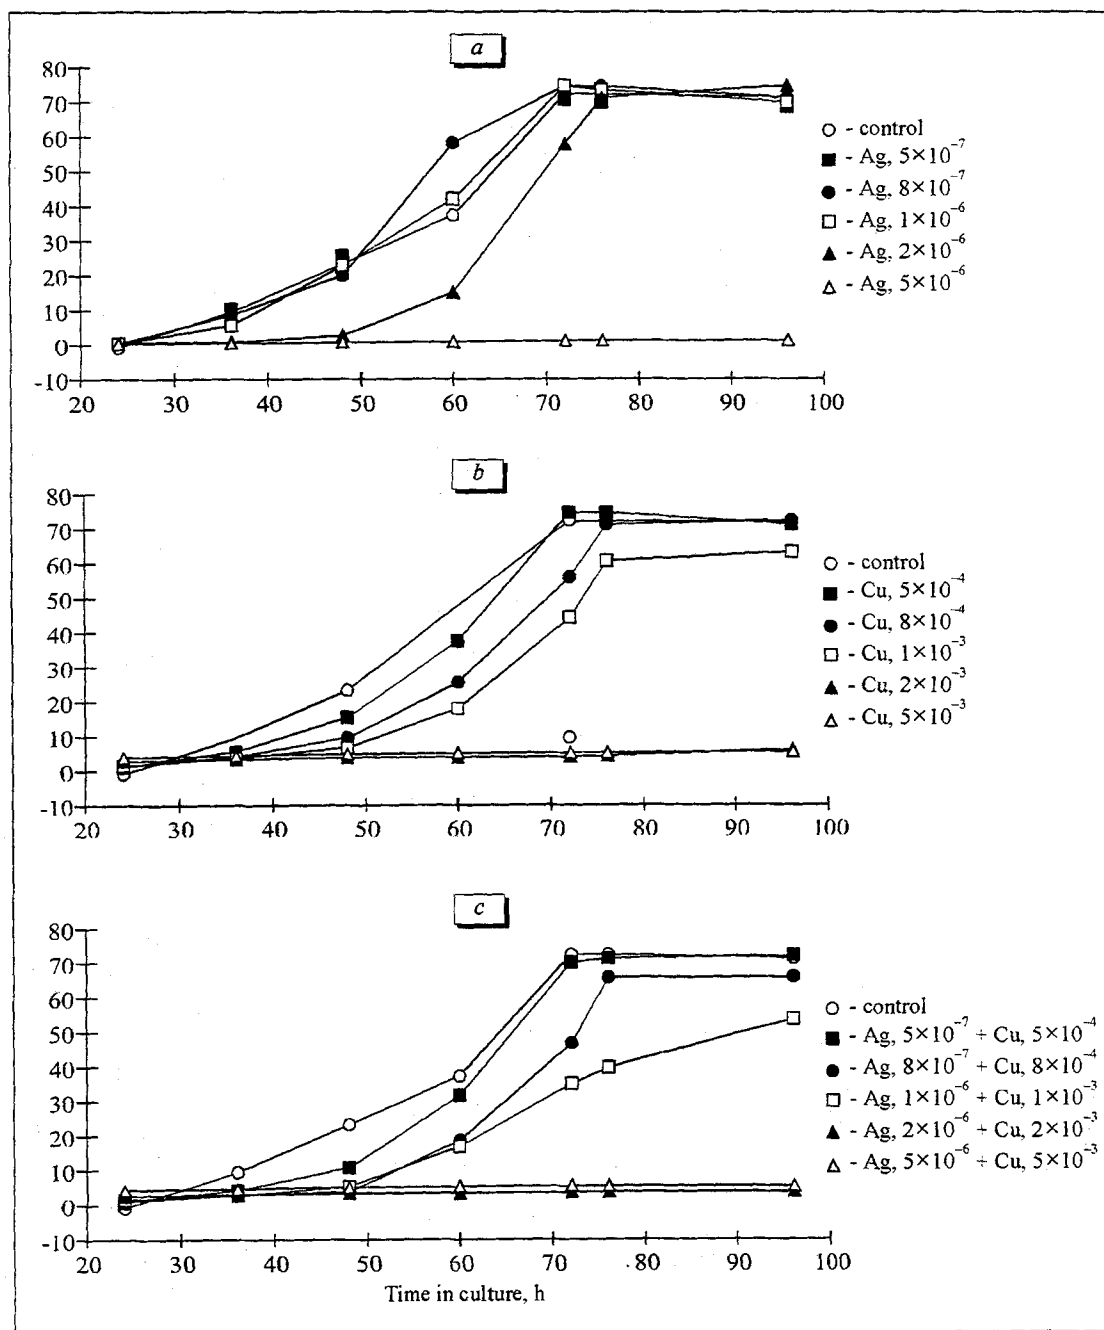 a
80
70
60
50
40
30
20
10
0
-10
20 30 40 50 60 70 80 90 100
○ - control
■ - Ag, 5×10⁻⁷
● - Ag, 8×10⁻⁷
□ - Ag, 1×10⁻⁶
▲ - Ag, 2×10⁻⁶
△ - Ag, 5×10⁻⁶
b
80
70
60
50
40
30
20
10
0
-10
20 30 40 50 60 70 80 90 100
○ - control
■ - Cu, 5×10⁻⁴
● - Cu, 8×10⁻⁴
□ - Cu, 1×10⁻³
▲ - Cu, 2×10⁻³
△ - Cu, 5×10⁻³
c
80
70
60
50
40
30
20
10
0
-10
20 30 40 50 60 70 80 90 100
Time in culture, h
○ - control
■ - Ag, 5×10⁻⁷ + Cu, 5×10⁻⁴
● - Ag, 8×10⁻⁷ + Cu, 8×10⁻⁴
□ - Ag, 1×10⁻⁶ + Cu, 1×10⁻³
▲ - Ag, 2×10⁻⁶ + Cu, 2×10⁻³
△ - Ag, 5×10⁻⁶ + Cu, 5×10⁻³